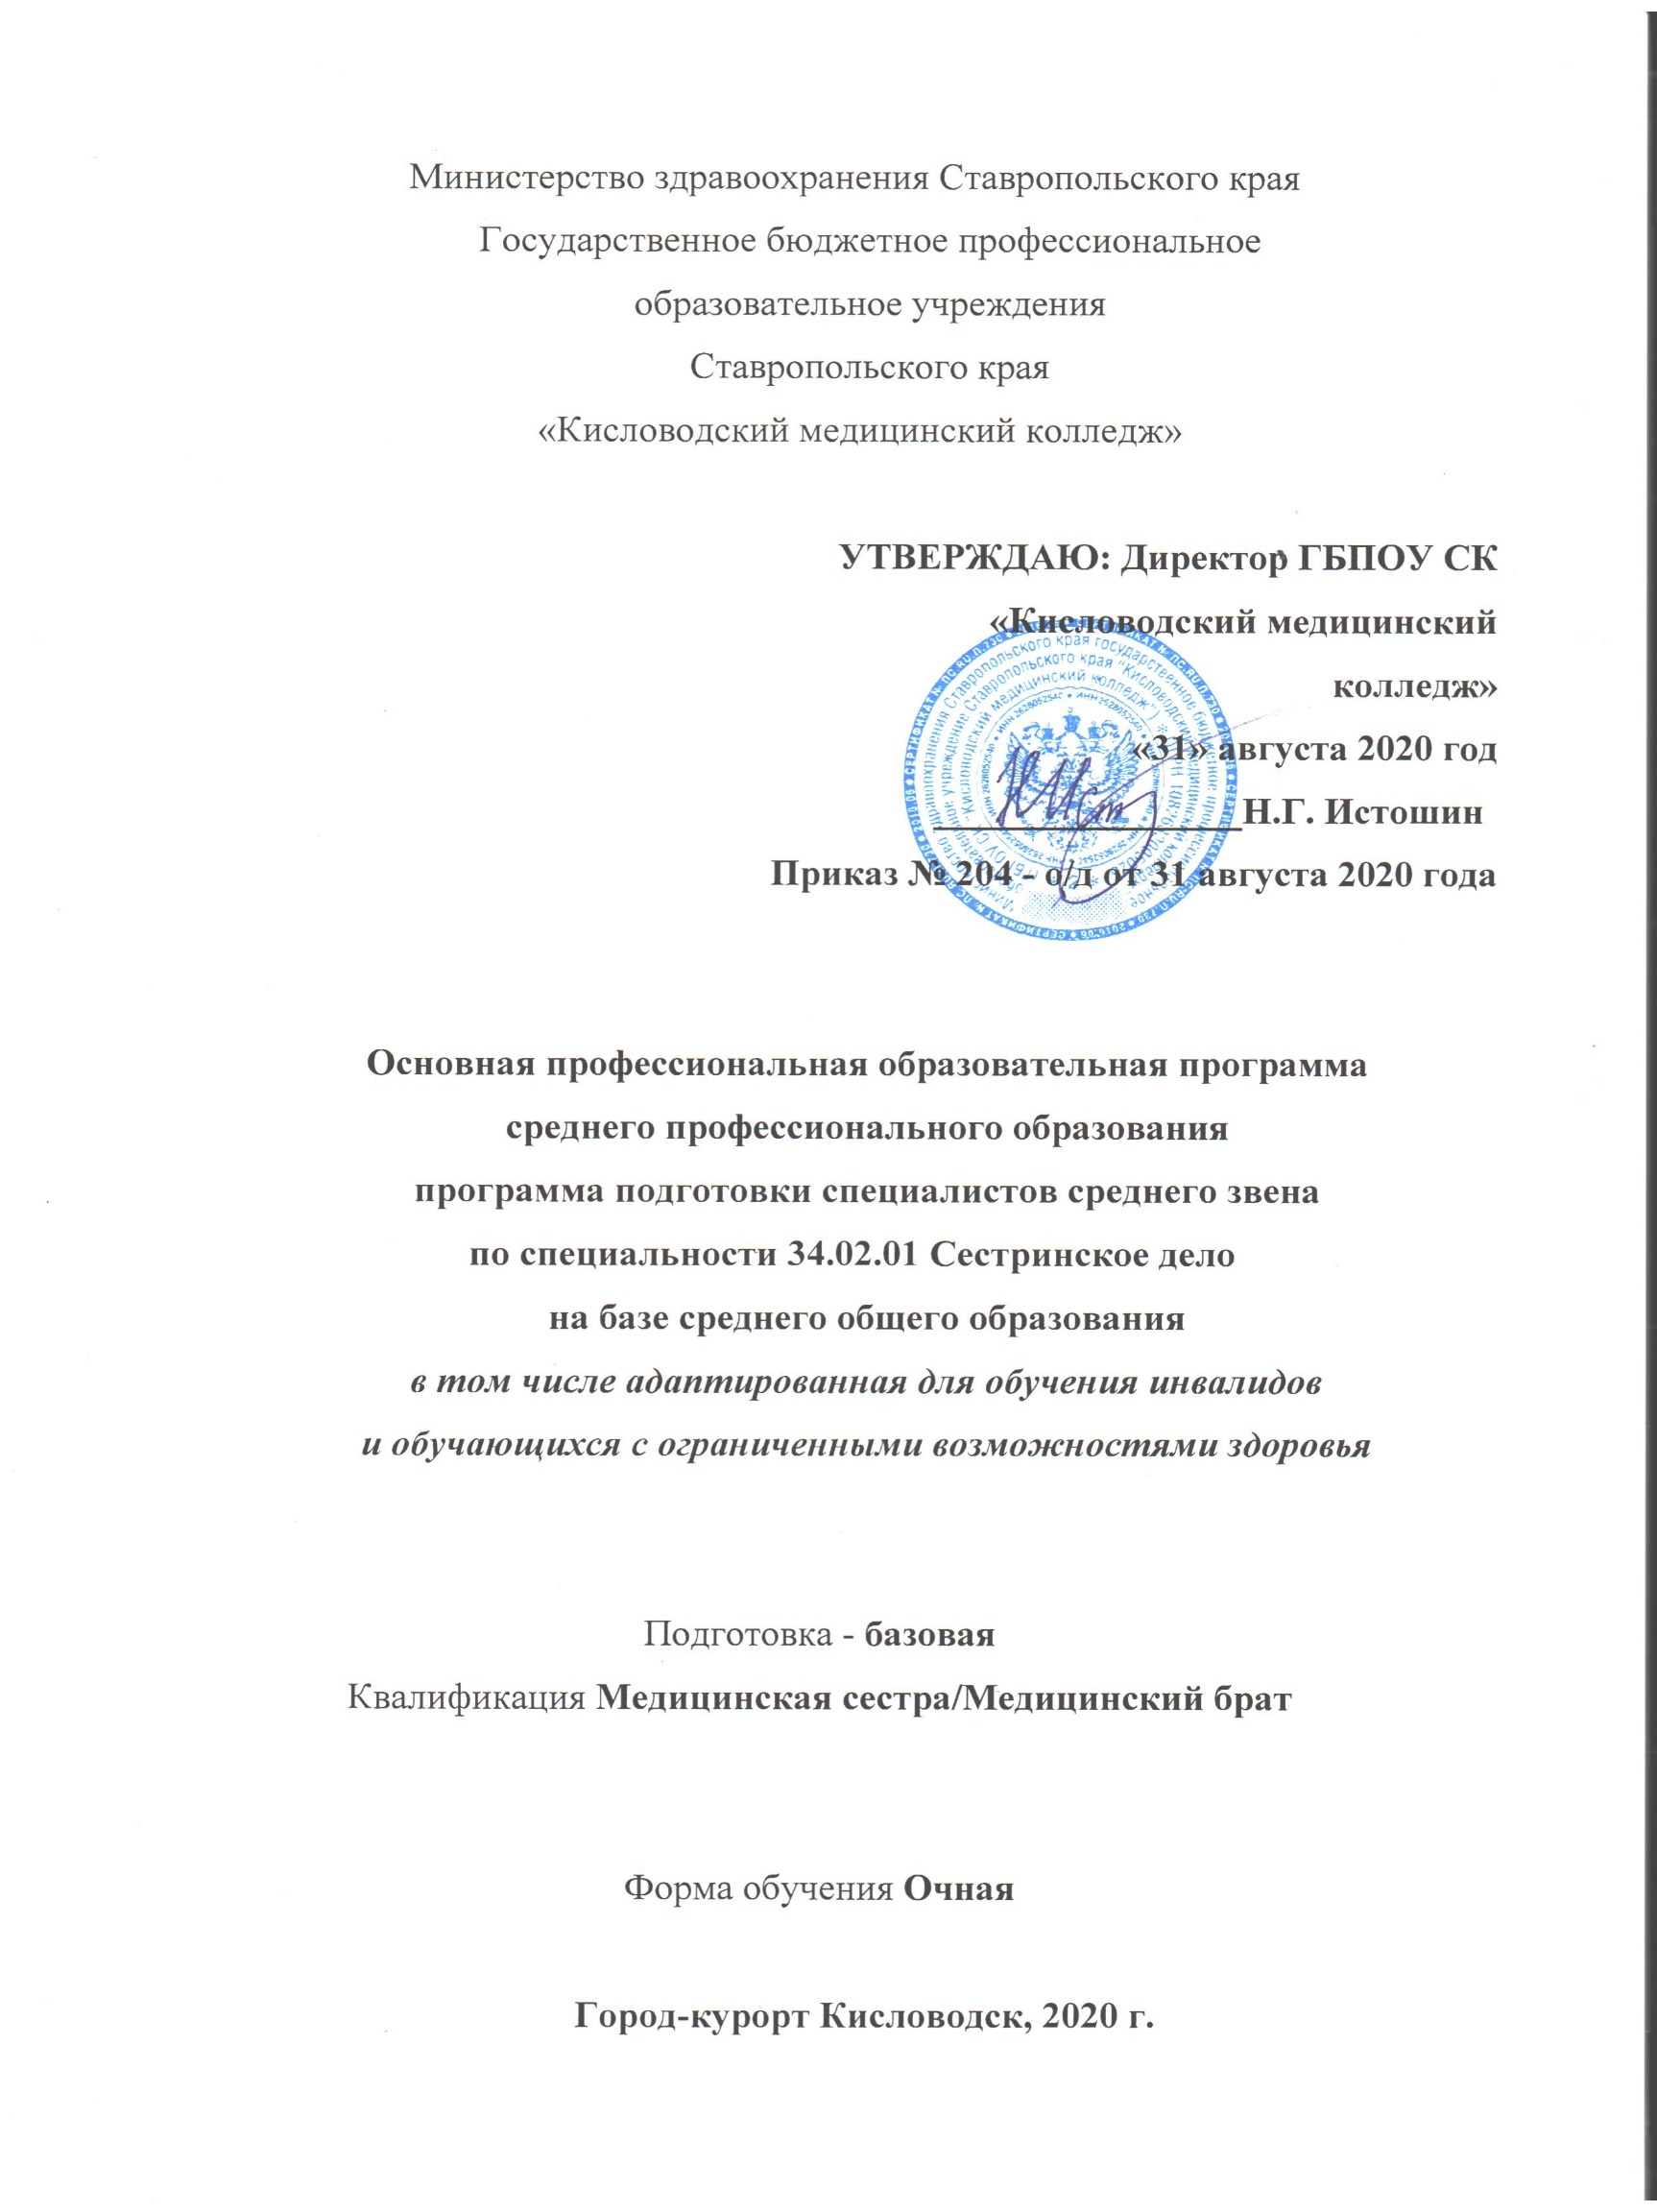 Министерство здравоохранения Ставропольского края
Государственное бюджетное профессиональное
образовательное учреждения
Ставропольского края
«Кисловодский медицинский колледж»
УТВЕРЖДАЮ: Директор ГБПОУ СК
«Кисловодский медицинский
колледж»
«31» августа 2020 год
Н.Г. Истошин
Приказ № 204 - о/д от 31 августа 2020 года
Основная профессиональная образовательная программа
среднего профессионального образования
программа подготовки специалистов среднего звена
по специальности 34.02.01 Сестринское дело
на базе среднего общего образования
в том числе адаптированная для обучения инвалидов
и обучающихся с ограниченными возможностями здоровья
Подготовка - базовая
Квалификация Медицинская сестра/Медицинский брат
Форма обучения Очная
Город-курорт Кисловодск, 2020 г.